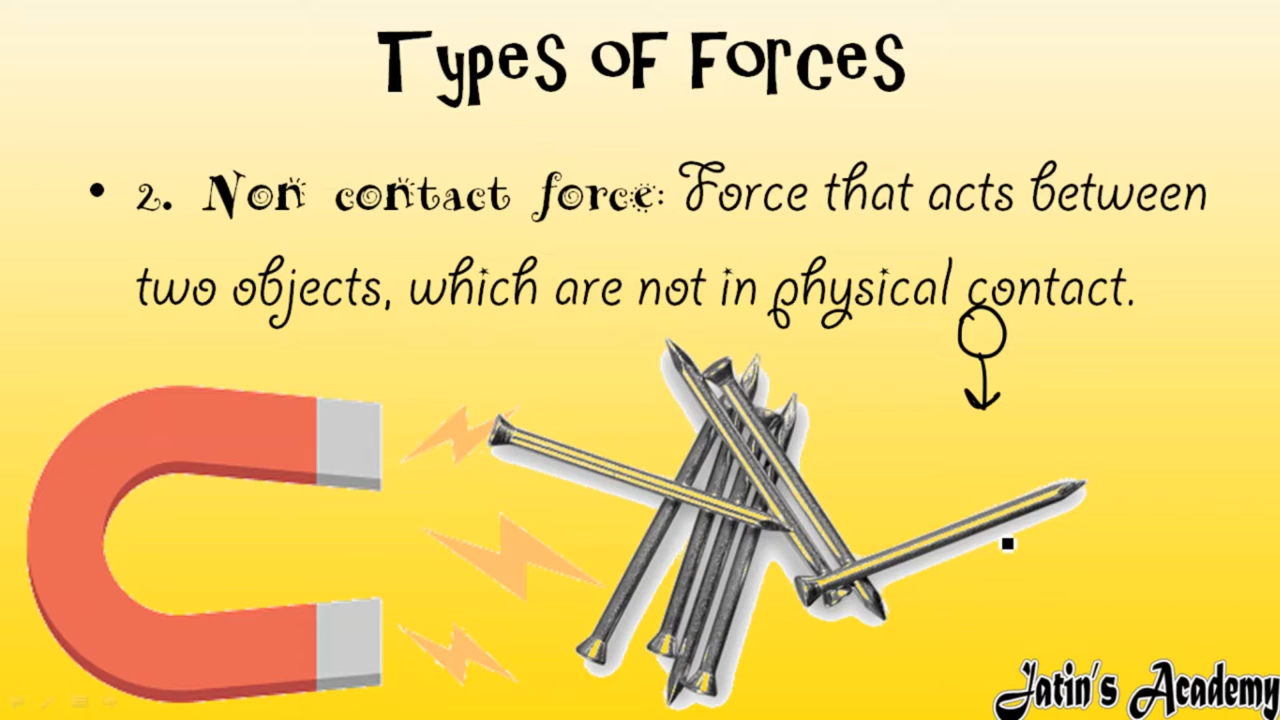 Types of Forces
• 2. Non contact force: Force that acts between
two objects, which are not in physical contact.
Jatin's Academy